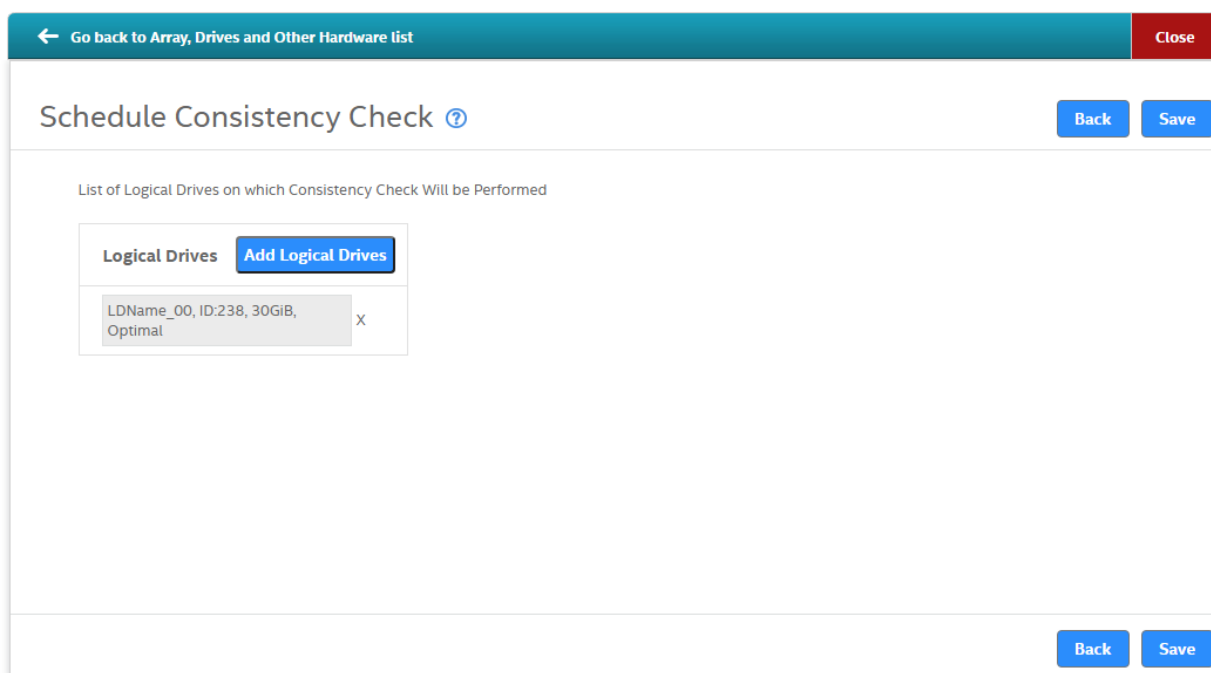 Go back to Array, Drives and Other Hardware list
Close
Schedule Consistency Check ?
Back
Save
List of Logical Drives on which Consistency Check Will be Performed
Logical Drives
Add Logical Drives
LDName_00, ID:238, 30GiB,
Optimal
X
Back
Save